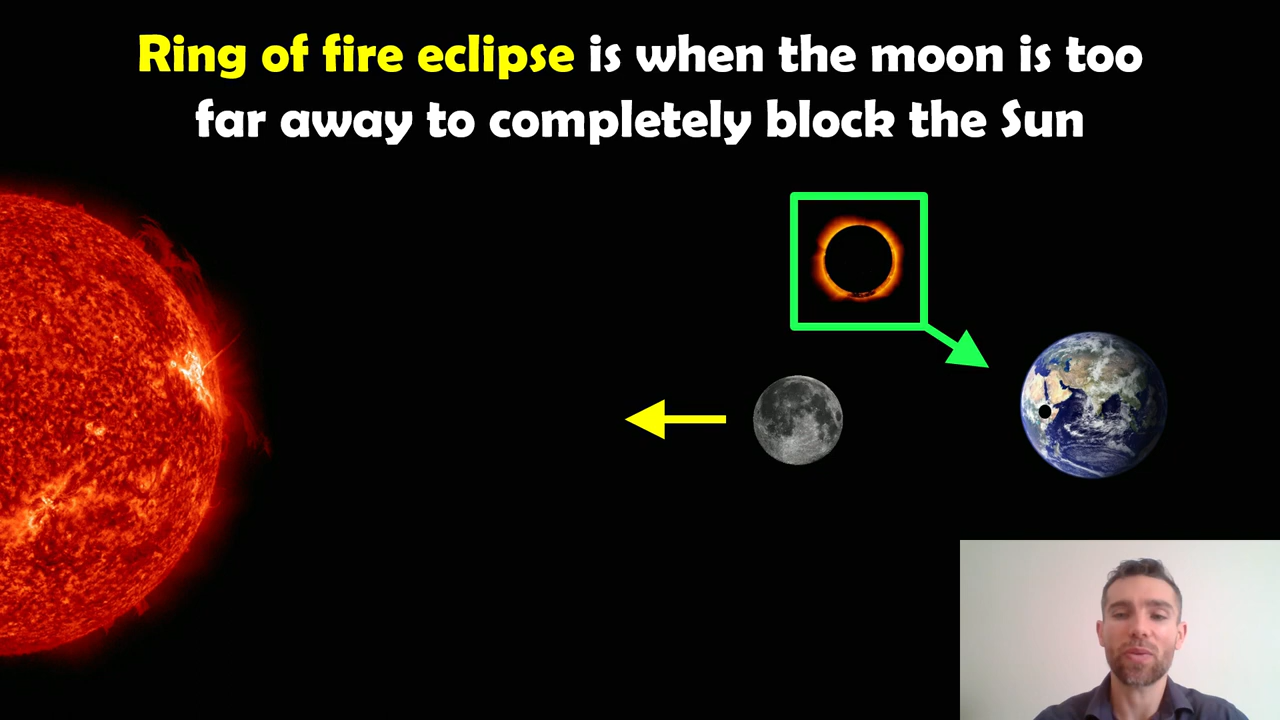 Ring of fire eclipse is when the moon is too
far away to completely block the Sun